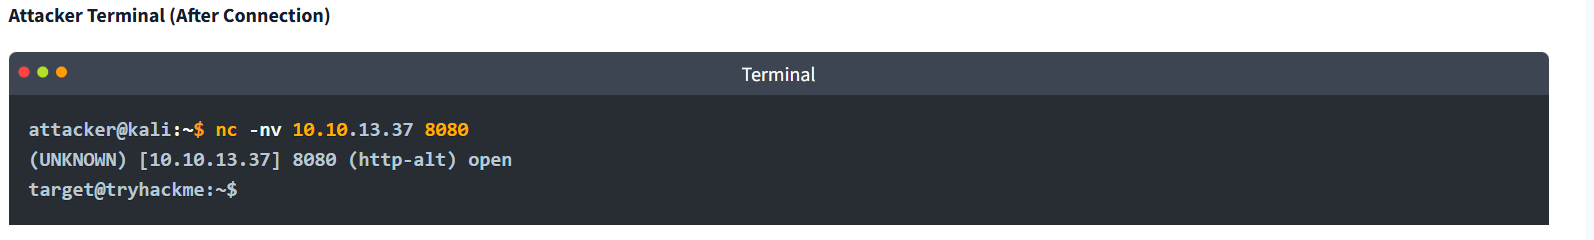 Attacker Terminal (After Connection)
Terminal
attacker@kali:~$ nc -nv 10.10.13.37 8080
(UNKNOWN) [10.10.13.37] 8080 (http-alt) open
target@tryhackme:~$